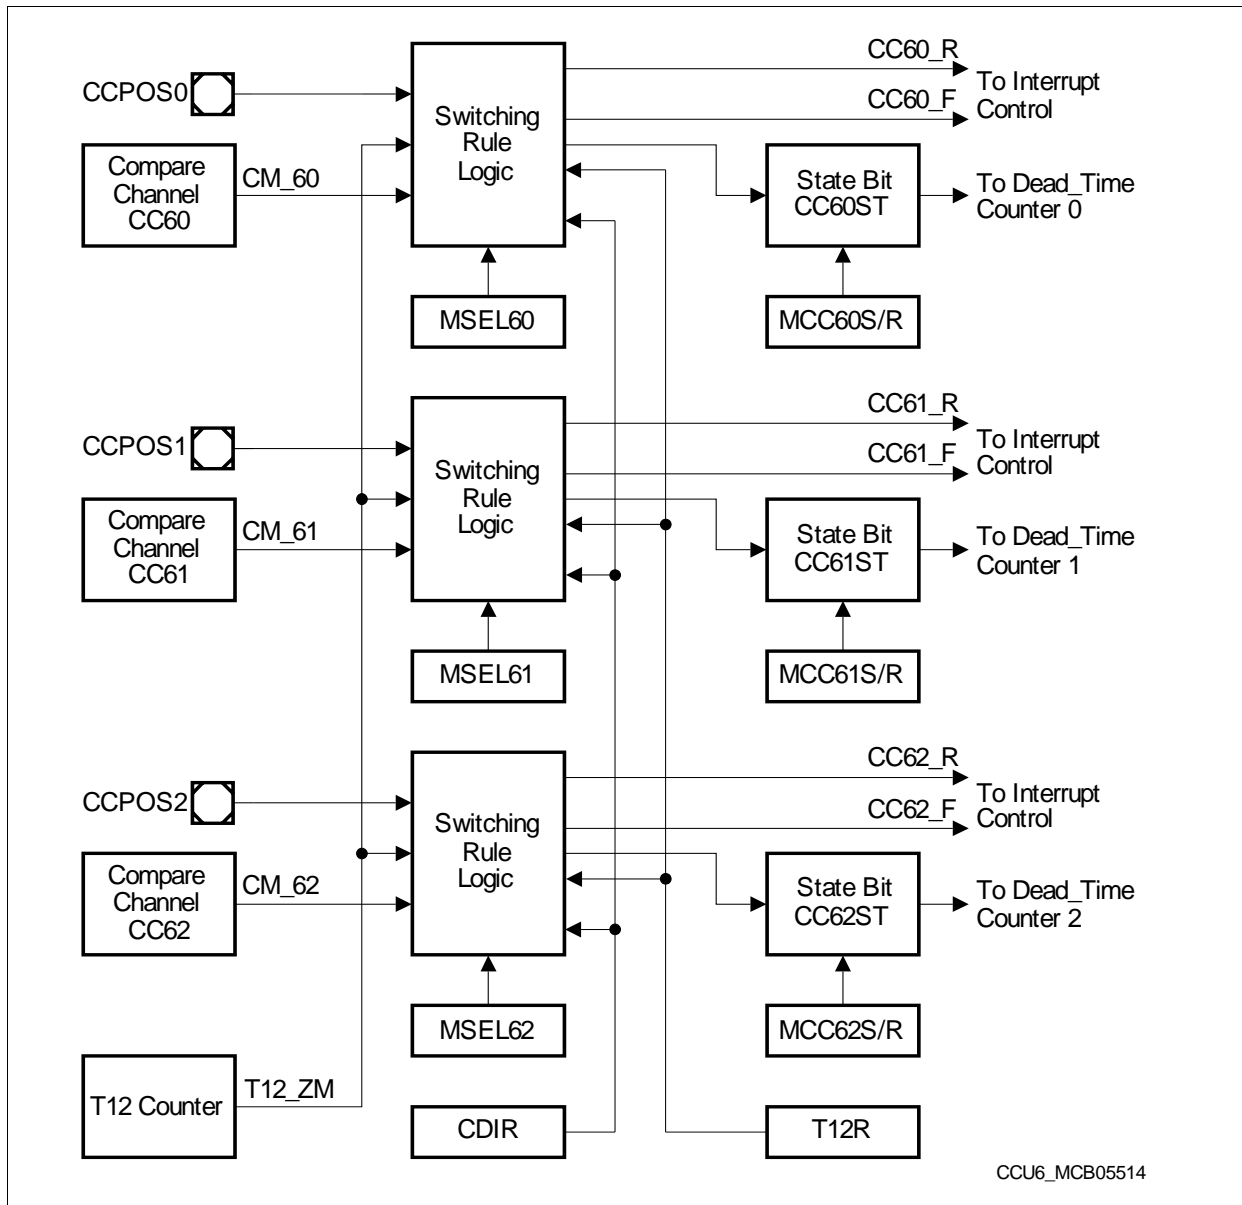 CCPOS0
Compare
Channel
CC60
CM_60
Switching
Rule
Logic
MSEL60
CC60_R
CC60_F
To Interrupt
Control
State Bit
CC60ST
To Dead_Time
Counter 0
MCC60S/R
CCPOS1
Compare
Channel
CC61
CM_61
Switching
Rule
Logic
MSEL61
CC61_R
CC61_F
To Interrupt
Control
State Bit
CC61ST
To Dead_Time
Counter 1
MCC61S/R
CCPOS2
Compare
Channel
CC62
CM_62
Switching
Rule
Logic
MSEL62
CC62_R
CC62_F
To Interrupt
Control
State Bit
CC62ST
To Dead_Time
Counter 2
MCC62S/R
T12 Counter
T12_ZM
CDIR
T12R
CCU6_MCB05514